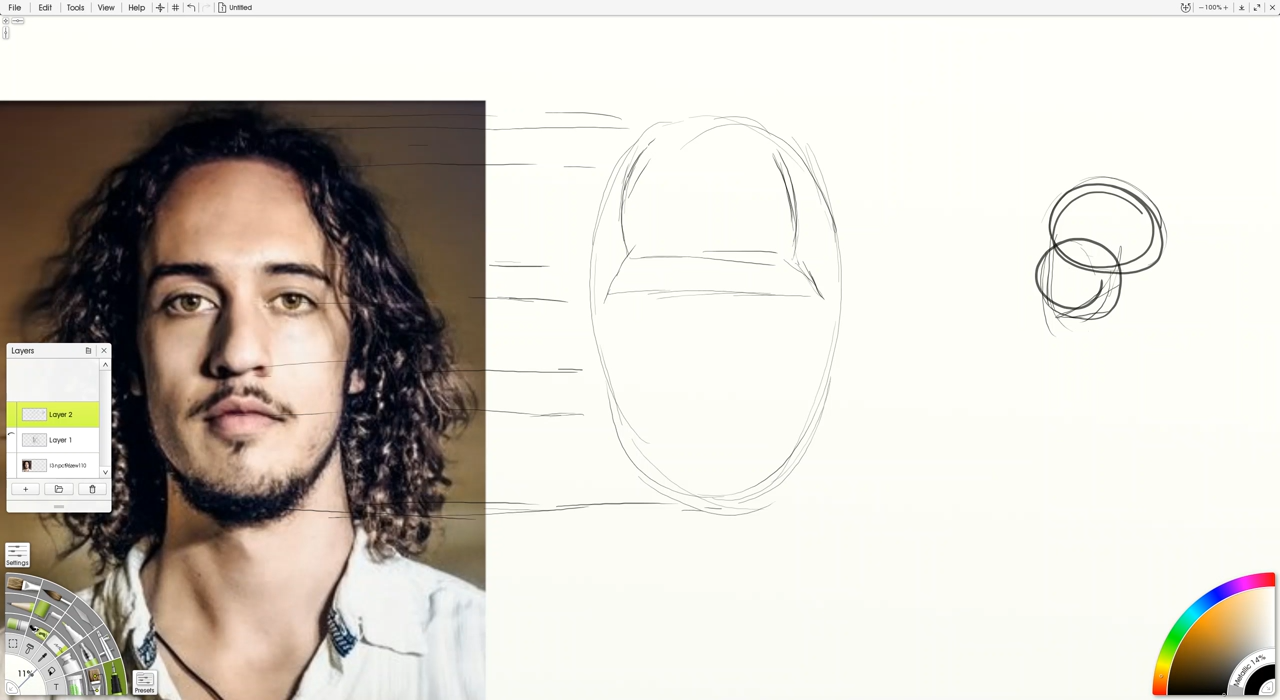 File Edit Tools View Help Untitled −100%+
Layers
Layer 2
Layer 1
Settings
11%
T
Presets
Metallic 14%